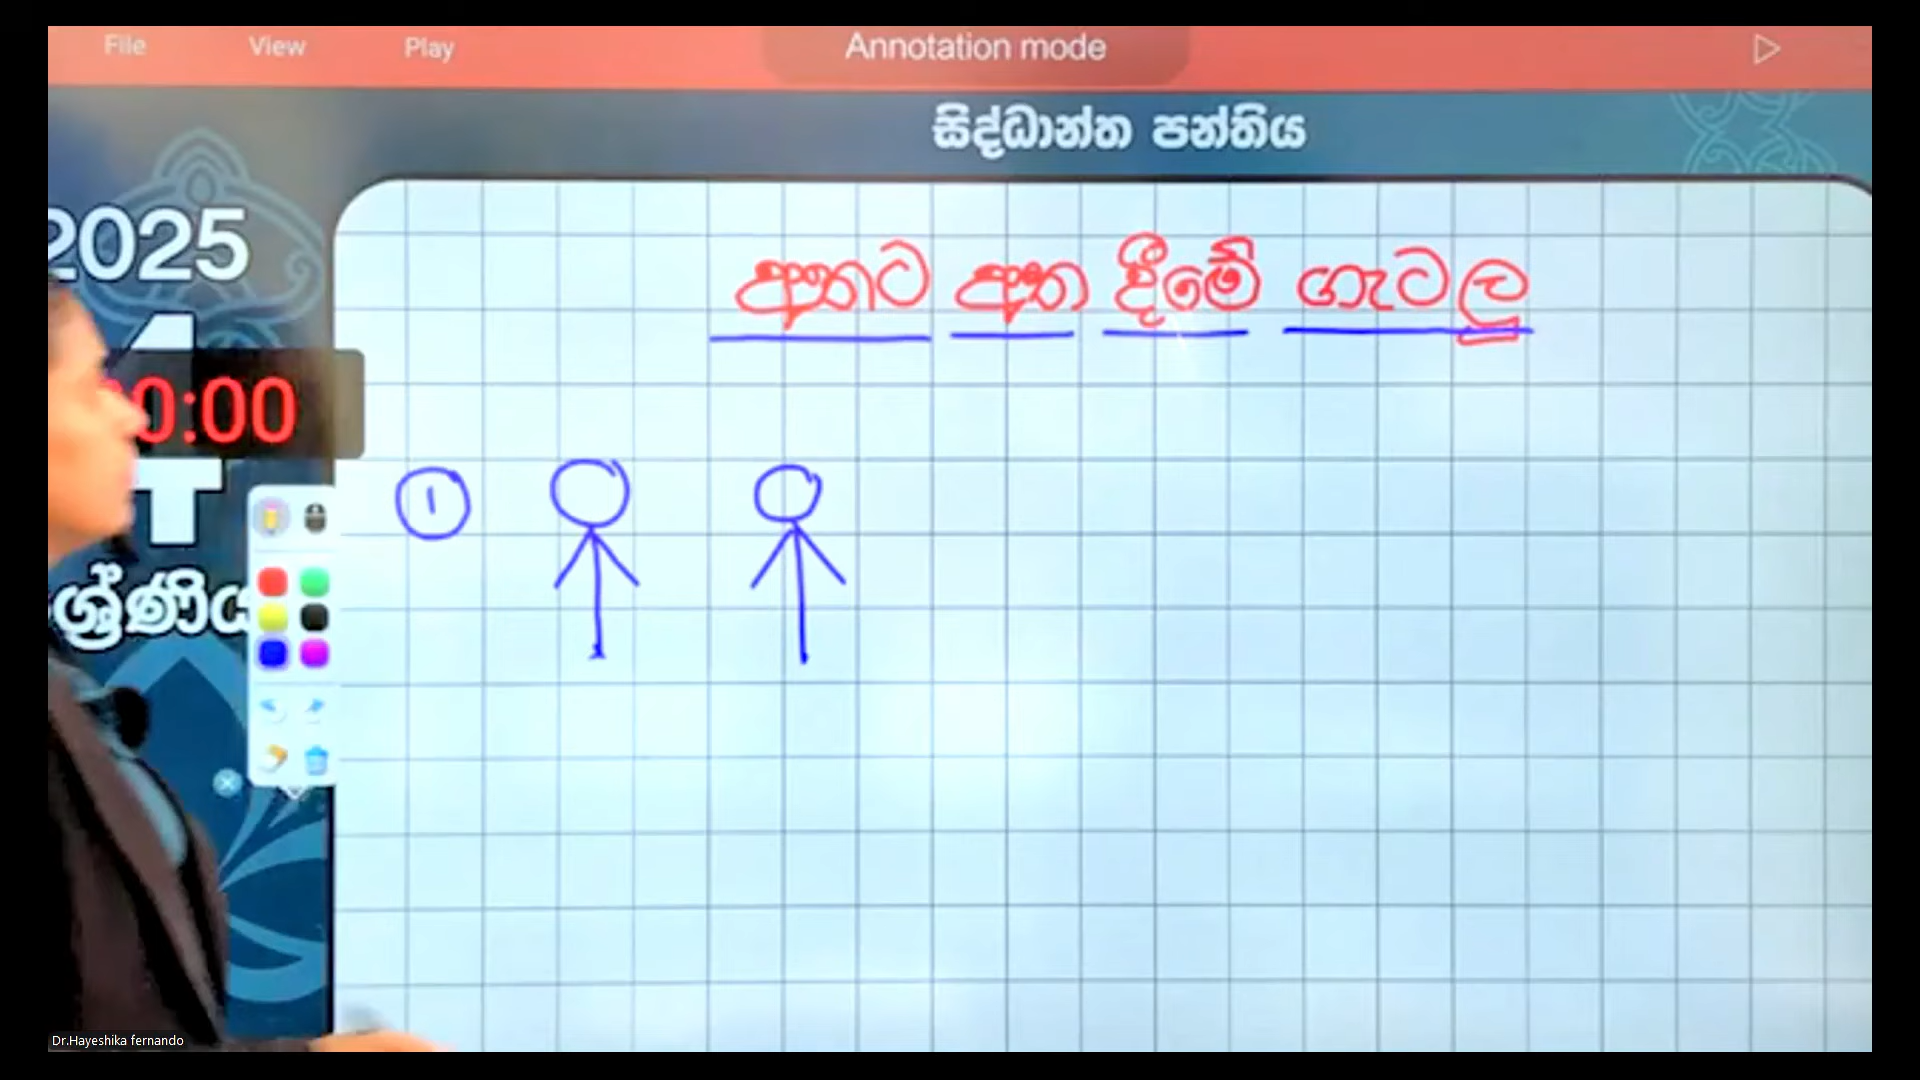 File View Play Annotation mode
සිද්ධාන්ත පන්තිය
2025
අතට අත දීමේ ගැටලු
0:00
1
ශ්‍රේණිය
Dr.Hayeshika fernando